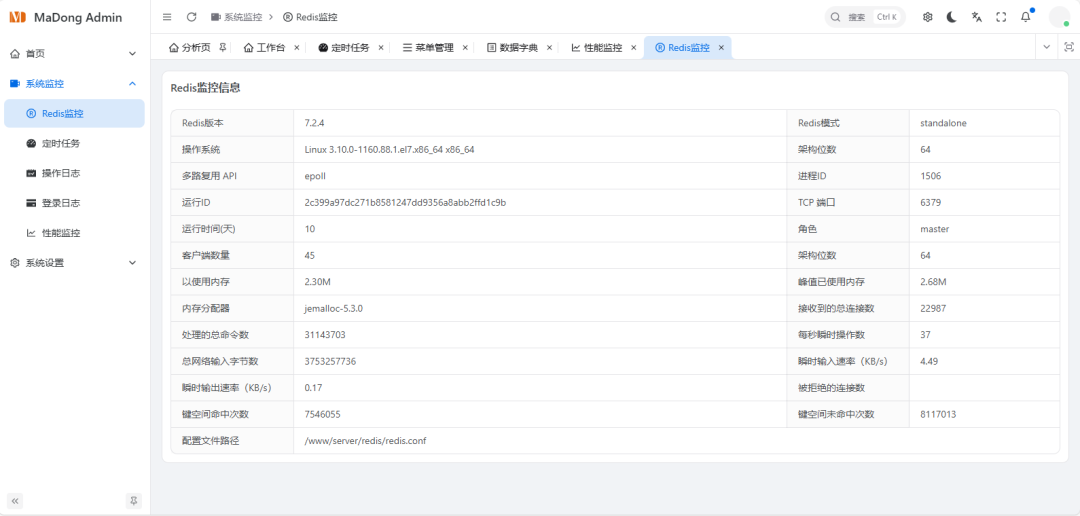 MaDong Admin
系统监控 > Redis监控
搜索 Ctrl K
首页
系统监控
Redis监控
定时任务
操作日志
登录日志
性能监控
系统设置
分析页 工作台 × 定时任务 × 菜单管理 × 数据字典 × 性能监控 × Redis监控 ×
Redis监控信息
Redis版本 7.2.4 Redis模式 standalone
操作系统 Linux 3.10.0-1160.88.1.el7.x86_64 x86_64 架构位数 64
多路复用 API epoll 进程ID 1506
运行ID 2c399a97dc271b8581247dd9356a8abb2ffd1c9b TCP 端口 6379
运行时间(天) 10 角色 master
客户端数量 45 架构位数 64
以使用内存 2.30M 峰值已使用内存 2.68M
内存分配器 jemalloc-5.3.0 接收到的总连接数 22987
处理的总命令数 31143703 每秒瞬时操作数 37
总网络输入字节数 3753257736 瞬时输入速率（KB/s） 4.49
瞬时输出速率（KB/s） 0.17 被拒绝的连接数
键空间命中次数 7546055 键空间未命中次数 8117013
配置文件路径 /www/server/redis/redis.conf